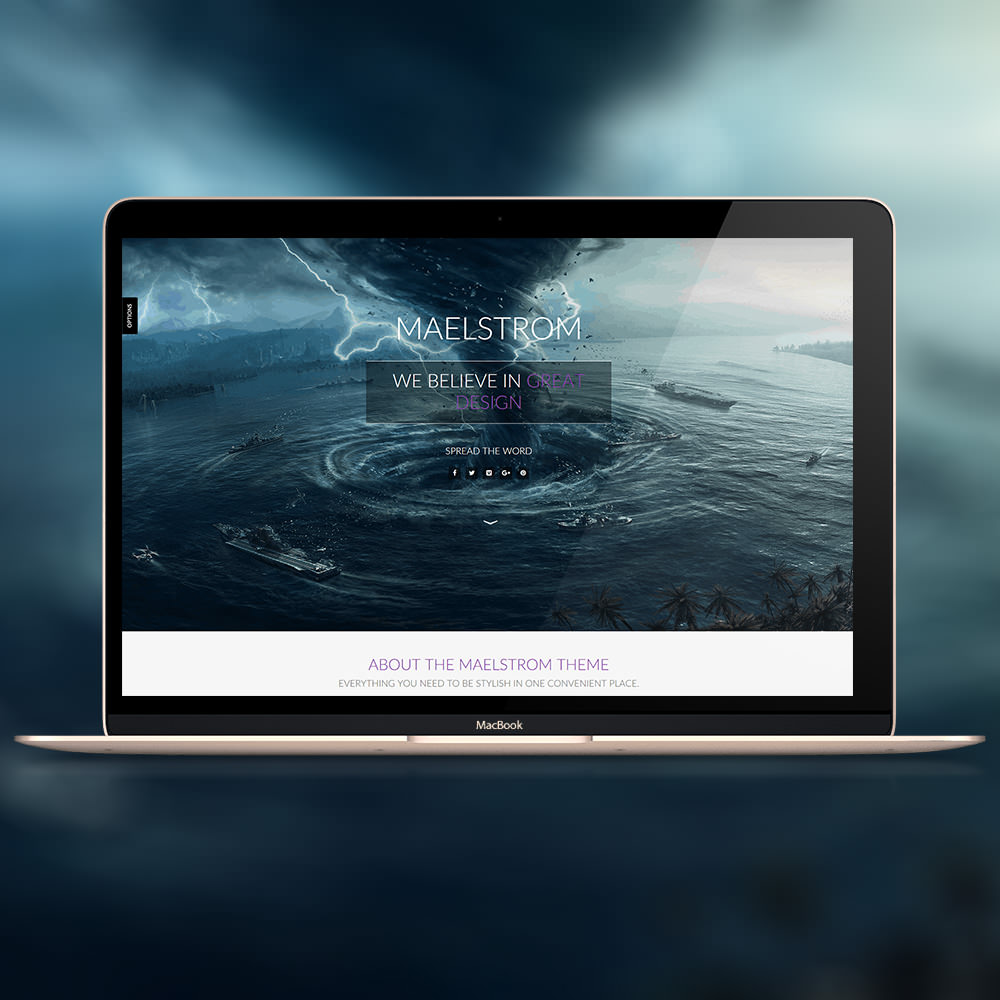 OPTIONS
MAELSTROM
WE BELIEVE IN GREAT
DESIGN
SPREAD THE WORD
ABOUT THE MAELSTROM THEME
EVERYTHING YOU NEED TO BE STYLISH IN ONE CONVENIENT PLACE.
MacBook